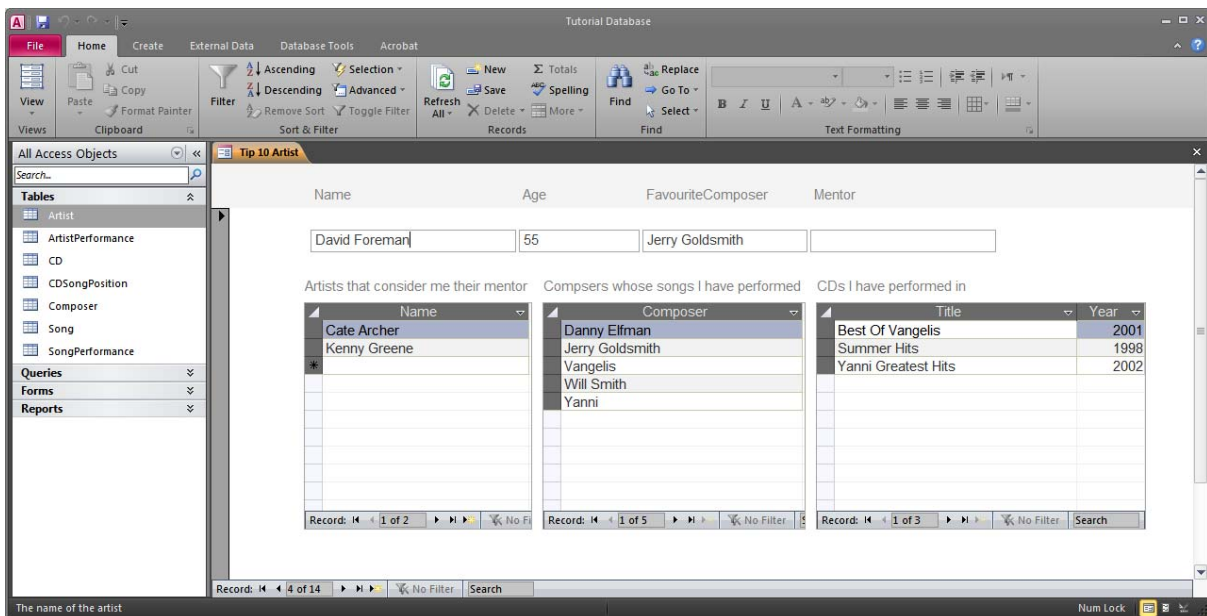 A
Tutorial Database
File Home Create External Data Database Tools Acrobat
View
Views
Paste
Cut
Copy
Format Painter
Clipboard
Filter
Ascending
Descending
Remove Sort
Selection
Advanced
Toggle Filter
Sort & Filter
Refresh
All
New
Save
Delete
Totals
Spelling
More
Records
Find
Replace
Go To
Select
Find
B I U A
Text Formatting
All Access Objects
Search...
Tables
Artist
ArtistPerformance
CD
CDSongPosition
Composer
Song
SongPerformance
Queries
Forms
Reports
Tip 10 Artist
Name Age FavouriteComposer Mentor
David Foreman 55 Jerry Goldsmith
Artists that consider me their mentor
Name
Cate Archer
Kenny Greene
Record: 1 of 2 No Fi
Compsers whose songs I have performed
Composer
Danny Elfman
Jerry Goldsmith
Vangelis
Will Smith
Yanni
Record: 1 of 5 No Filter S
CDs I have performed in
Title Year
Best Of Vangelis 2001
Summer Hits 1998
Yanni Greatest Hits 2002
Record: 1 of 3 No Filter Search
Record: 4 of 14 No Filter Search
The name of the artist
Num Lock